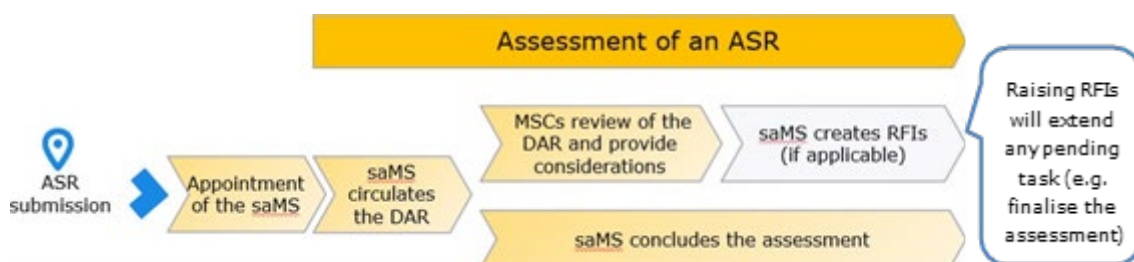 Assessment of an ASR
ASR
submission
Appointment
of the saMS
saMS
circulates
the DAR
MSCs review of the
DAR and provide
considerations
saMS creates RFIs
(if applicable)
saMS concludes the assessment
Raising RFIs
will extend
any pending
task (e.g.
finalise the
assessment)